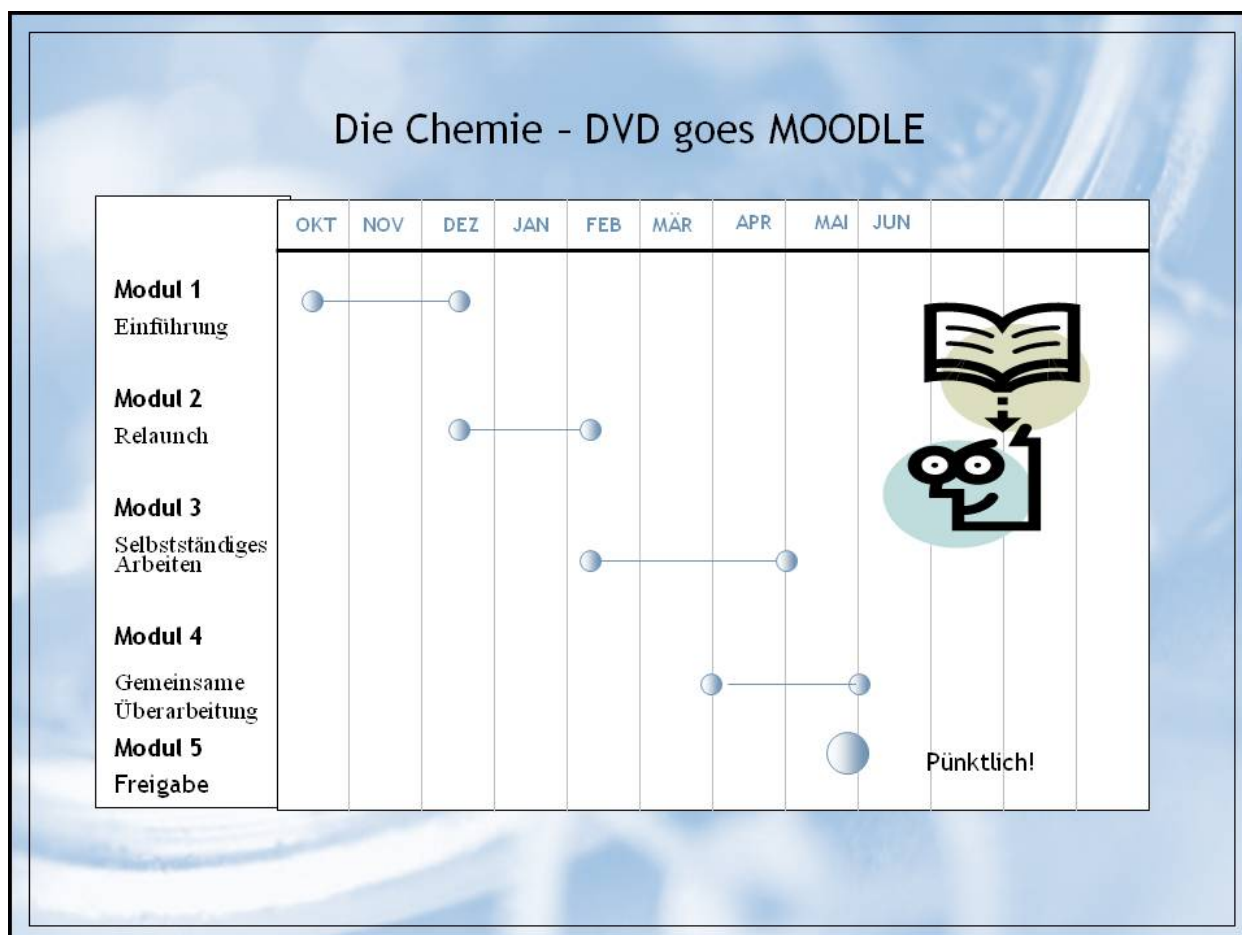 Die Chemie - DVD goes MOODLE
OKT NOV DEZ JAN FEB MÄR APR MAI JUN
Modul 1
Einführung
Modul 2
Relaunch
Modul 3
Selbstständiges
Arbeiten
Modul 4
Gemeinsame
Überarbeitung
Modul 5
Pünktlich!
Freigabe